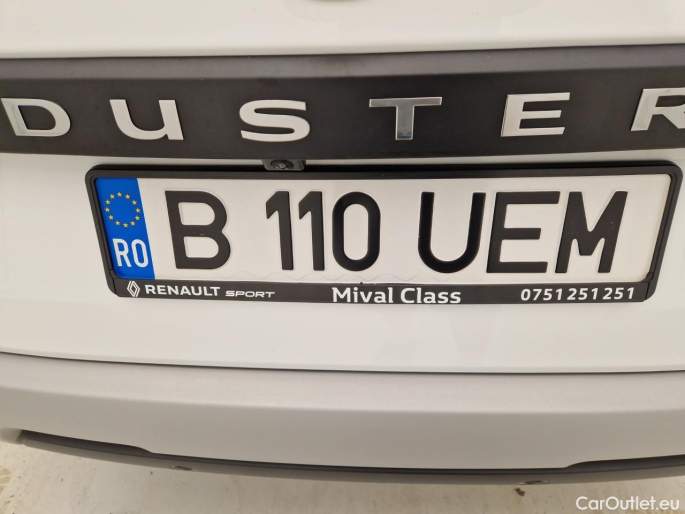 DUSTER
RO B 110 UEM
RENAULT SPORT Mival Class 0751251251
CarOutlet.eu